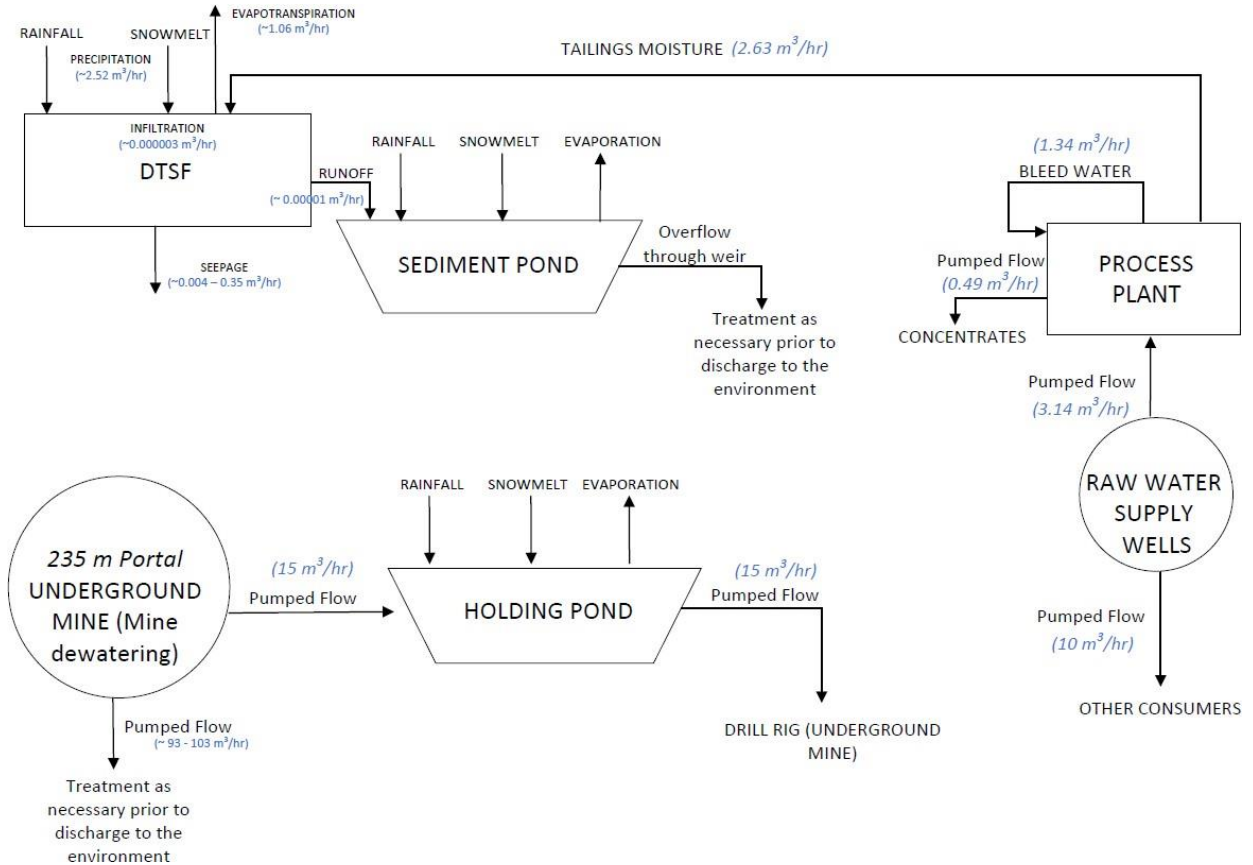 EVAPOTRANSPIRATION
(~1.06 m³/hr)
RAINFALL
SNOWMELT
PRECIPITATION
(~2.52 m³/hr)
TAILINGS MOISTURE (2.63 m³/hr)
INFILTRATION
(~0.000003 m³/hr)
DTSF
RUNOFF
(~ 0.00001 m³/hr)
SEEPAGE
(~0.004 – 0.35 m³/hr)
RAINFALL
SNOWMELT
EVAPORATION
SEDIMENT POND
Overflow
through weir
Treatment as
necessary prior to
discharge to the
environment
(1.34 m³/hr)
BLEED WATER
PROCESS
PLANT
Pumped Flow
(0.49 m³/hr)
CONCENTRATES
Pumped Flow
(3.14 m³/hr)
RAW WATER
SUPPLY
WELLS
Pumped Flow
(10 m³/hr)
OTHER CONSUMERS
235 m Portal
UNDERGROUND
MINE (Mine
dewatering)
(15 m³/hr)
Pumped Flow
RAINFALL
SNOWMELT
EVAPORATION
HOLDING POND
(15 m³/hr)
Pumped Flow
DRILL RIG (UNDERGROUND
MINE)
Pumped Flow
(~ 93 - 103 m³/hr)
Treatment as
necessary prior to
discharge to the
environment